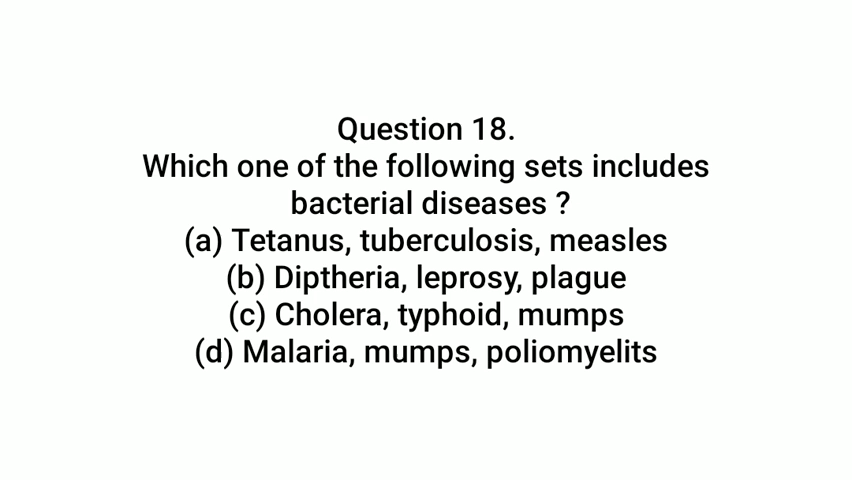 Question 18.
Which one of the following sets includes
bacterial diseases ?
(a) Tetanus, tuberculosis, measles
(b) Diptheria, leprosy, plague
(c) Cholera, typhoid, mumps
(d) Malaria, mumps, poliomyelits